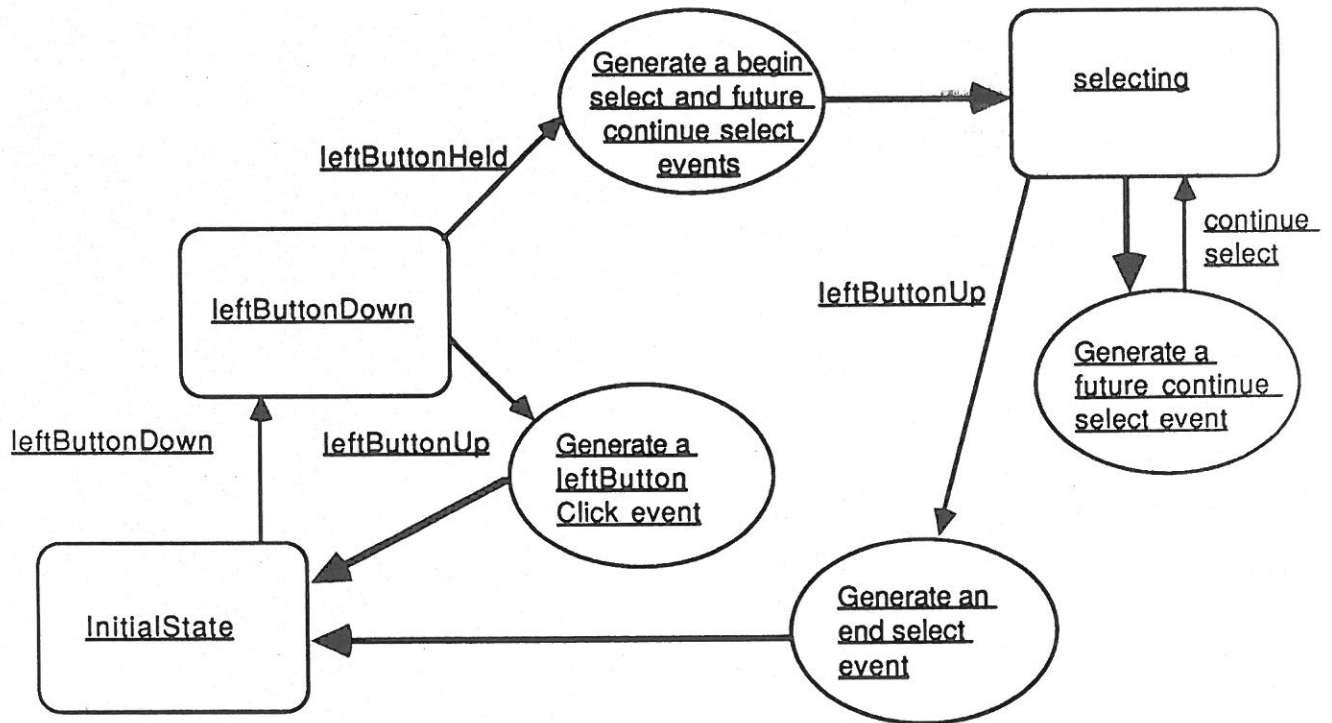 Generate a begin
select and future
continue select
events
selecting
leftButtonHeld
continue
select
leftButtonDown
leftButtonUp
Generate a
future continue
select event
leftButtonDown
leftButtonUp
Generate a
leftButton
Click event
InitialState
Generate an
end select
event